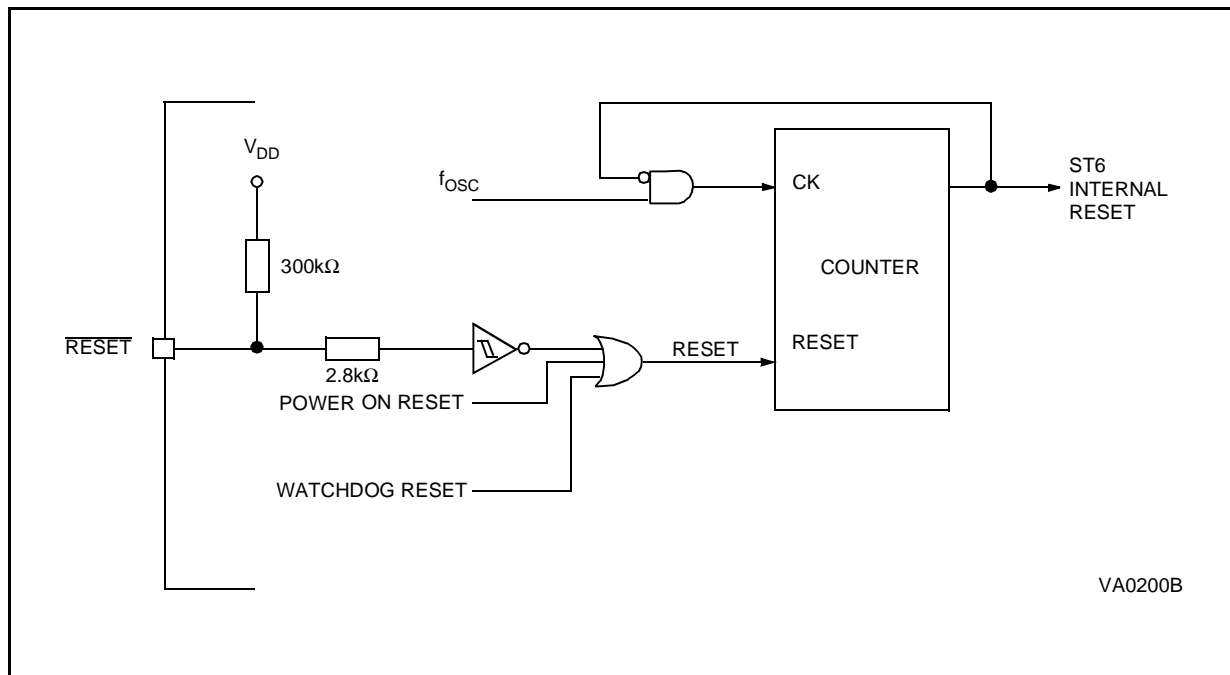 V_DD
f_OSC
CK
ST6
INTERNAL
RESET
300kΩ
COUNTER
RESET
RESET
RESET
2.8kΩ
POWER ON RESET
WATCHDOG RESET
VA0200B